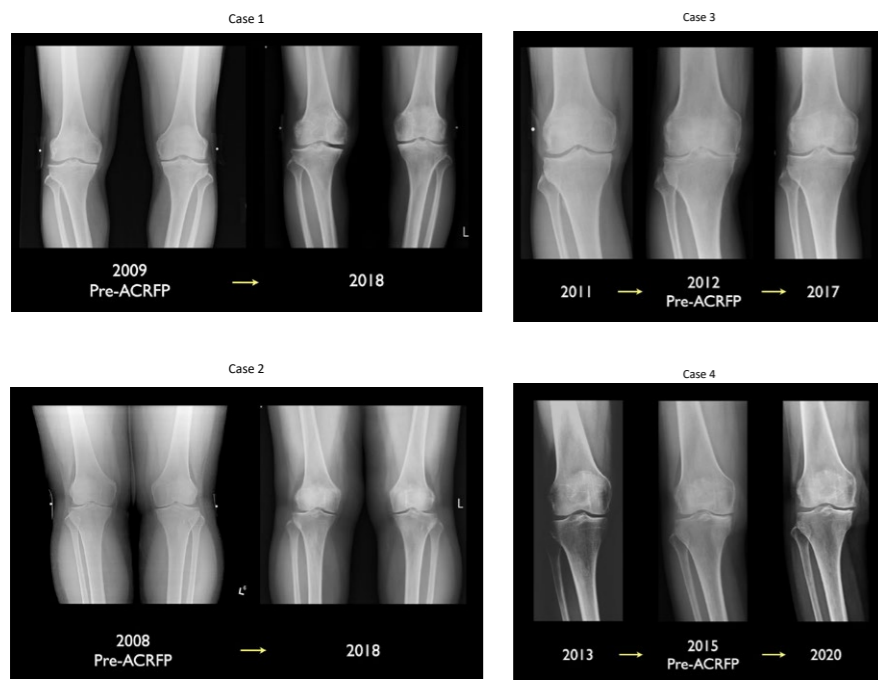 Case 1
L
2009
Pre-ACRFP
2018
Case 3
2011
2012
Pre-ACRFP
2017
Case 2
L
2008
Pre-ACRFP
2018
Case 4
2013
2015
Pre-ACRFP
2020